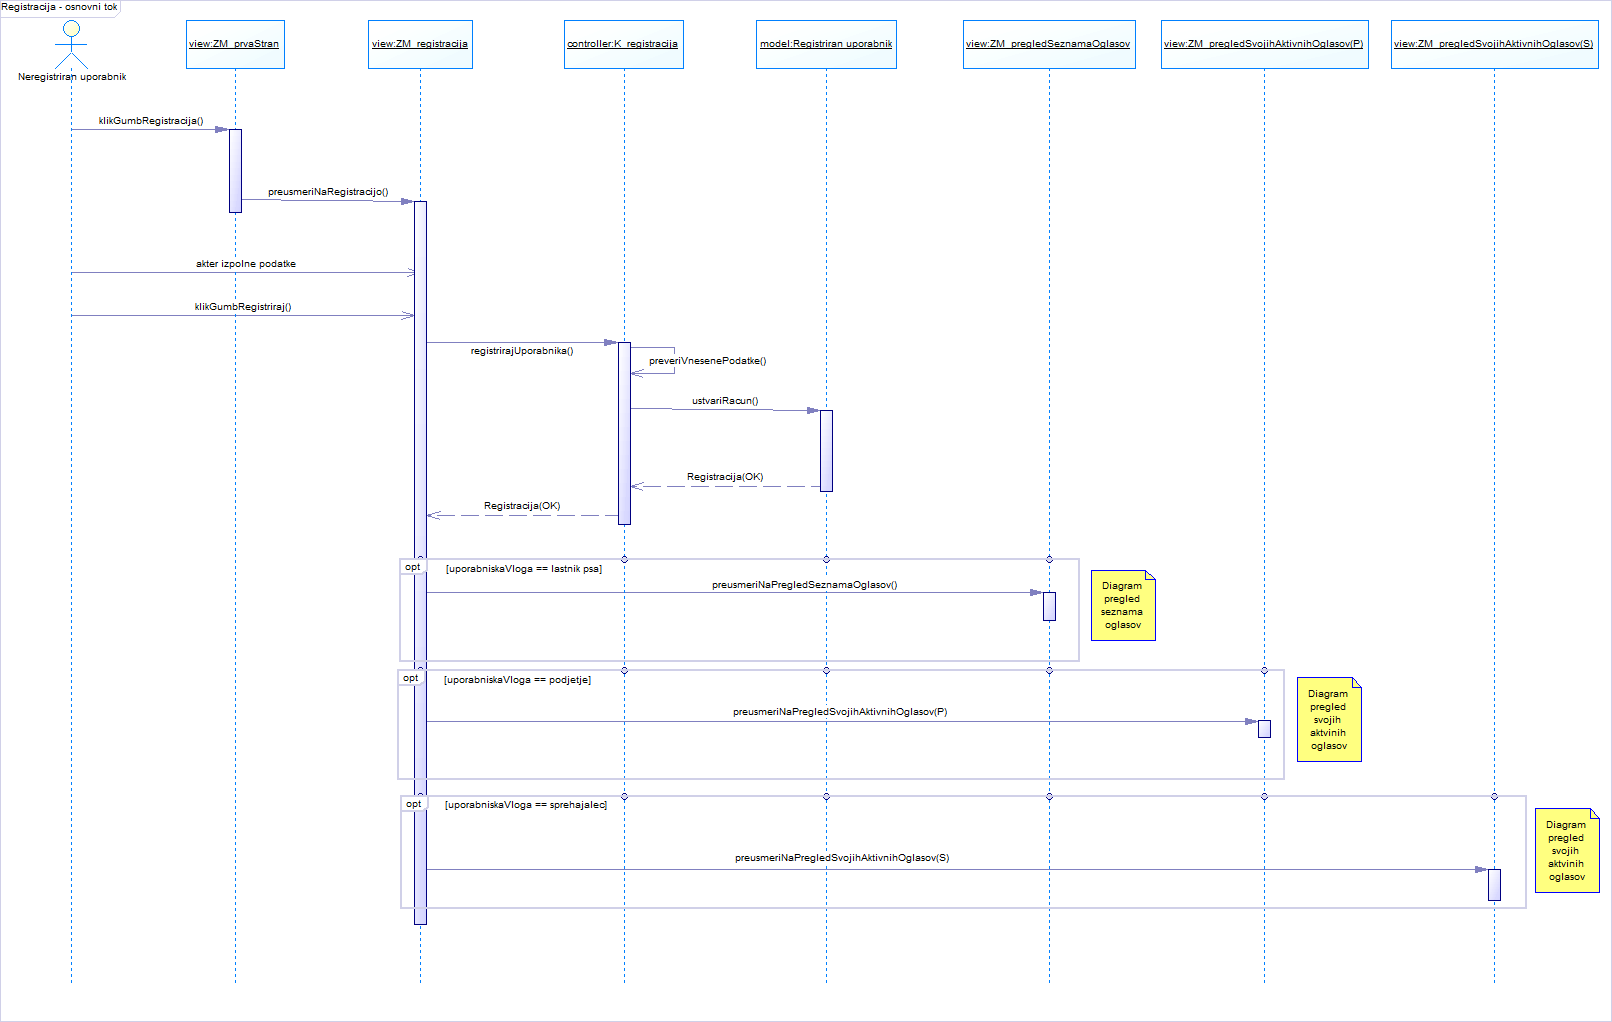 Registracija - osnovni tok
Neregistriran uporabnik
view:ZM_prvaStran
view:ZM_registracija
controller:K_registracija
model:Registriran uporabnik
view:ZM_pregledSeznamaOglasov
view:ZM_pregledSvojihAktivnihOglasov(P)
view:ZM_pregledSvojihAktivnihOglasov(S)
klikGumbRegistracija()
preusmeriNaRegistracijo()
akter izpolne podatke
klikGumbRegistriraj()
registrirajUporabnika()
preveriVnesenePodatke()
ustvariRacun()
Registracija(OK)
Registracija(OK)
opt
[uporabniskaVloga == lastnik psa]
preusmeriNaPregledSeznamaOglasov()
Diagram
pregled
seznama
oglasov
opt
[uporabniskaVloga == podjetje]
preusmeriNaPregledSvojihAktivnihOglasov(P)
Diagram
pregled
svojih
aktvinih
oglasov
opt
[uporabniskaVloga == sprehajalec]
preusmeriNaPregledSvojihAktivnihOglasov(S)
Diagram
pregled
svojih
aktvinih
oglasov